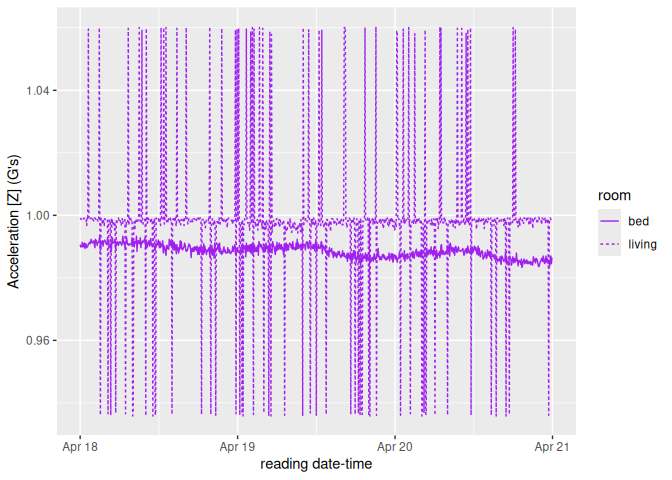 Acceleration [Z] (G's)
1.04
1.00
0.96
Apr 18
Apr 19
Apr 20
Apr 21
reading date-time
room
bed
living